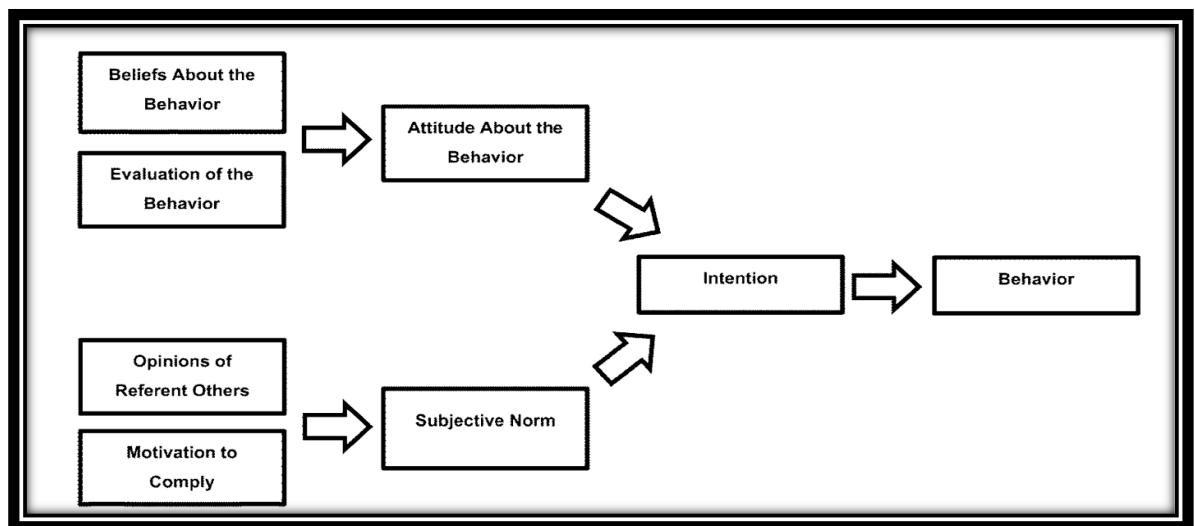 Beliefs About the
Behavior
Evaluation of the
Behavior
Attitude About the
Behavior
Opinions of
Referent Others
Motivation to
Comply
Subjective Norm
Intention
Behavior